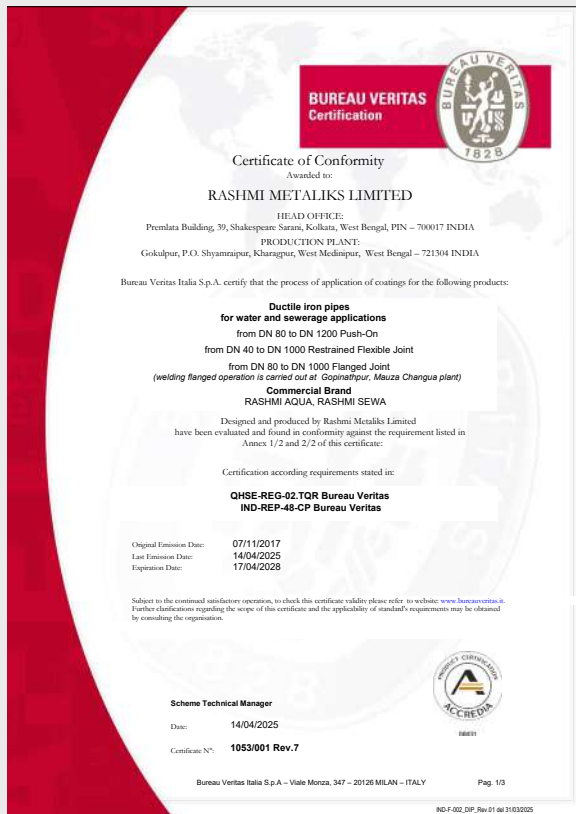 BUREAU VERITAS
Certification
BUREAU VERITAS
1828
Certificate of Conformity
Awarded to:
RASHMI METALIKS LIMITED
HEAD OFFICE:
Premlata Building, 39, Shakespeare Sarani, Kolkata, West Bengal, PIN – 700017 INDIA
PRODUCTION PLANT:
Gokulpur, P.O. Shyamraipur, Kharagpur, West Medinipur, West Bengal – 721304 INDIA
Bureau Veritas Italia S.p.A. certify that the process of application of coatings for the following products:
Ductile iron pipes
for water and sewerage applications
from DN 80 to DN 1200 Push-On
from DN 40 to DN 1000 Restrained Flexible Joint
from DN 80 to DN 1000 Flanged Joint
(welding flanged operation is carried out at Gopinathpur, Mauza Changua plant)
Commercial Brand
RASHMI AQUA, RASHMI SEWA
Designed and produced by Rashmi Metaliks Limited
have been evaluated and found in conformity against the requirement listed in
Annex 1/2 and 2/2 of this certificate:
Certification according requirements stated in:
QHSE-REG-02.TQR Bureau Veritas
IND-REP-48-CP Bureau Veritas
Original Emission Date: 07/11/2017
Last Emission Date: 14/04/2025
Expiration Date: 17/04/2028
Subject to the continued satisfactory operation, to check this certificate validity please refer to website: www.bureauveritas.it.
Further clarifications regarding the scope of this certificate and the applicability of standard's requirements may be obtained
by consulting the organisation.
PRODUCT CERTIFICATION
ACCREDIA
Scheme Technical Manager
Date: 14/04/2025
Certificate N°: 1053/001 Rev.7
Bureau Veritas Italia S.p.A – Viale Monza, 347 – 20126 MILAN – ITALY Pag. 1/3
IND-F-002_DIP_Rev.01 del 31/03/2025